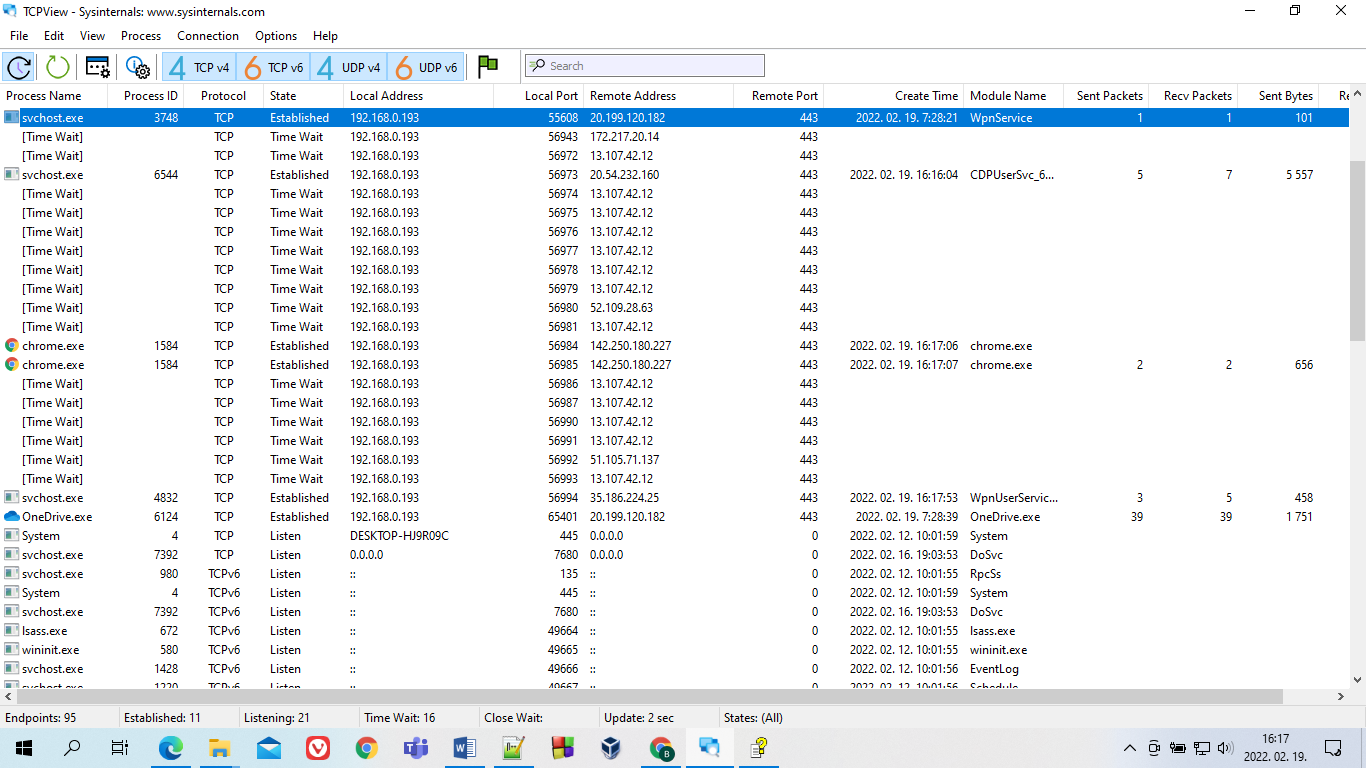 TCPView - Sysinternals: www.sysinternals.com
File Edit View Process Connection Options Help
4 TCP v4 6 TCP v6 4 UDP v4 6 UDP v6 Search
Process Name Process ID Protocol State Local Address Local Port Remote Address Remote Port Create Time Module Name Sent Packets Recv Packets Sent Bytes Re
svchost.exe 3748 TCP Established 192.168.0.193 55608 20.199.120.182 443 2022. 02. 19. 7:28:21 WpnService 1 1 101
[Time Wait] TCP Time Wait 192.168.0.193 56943 172.217.20.14 443
[Time Wait] TCP Time Wait 192.168.0.193 56972 13.107.42.12 443
svchost.exe 6544 TCP Established 192.168.0.193 56973 20.54.232.160 443 2022. 02. 19. 16:16:04 CDPUserSvc_6... 5 7 5 557
[Time Wait] TCP Time Wait 192.168.0.193 56974 13.107.42.12 443
[Time Wait] TCP Time Wait 192.168.0.193 56975 13.107.42.12 443
[Time Wait] TCP Time Wait 192.168.0.193 56976 13.107.42.12 443
[Time Wait] TCP Time Wait 192.168.0.193 56977 13.107.42.12 443
[Time Wait] TCP Time Wait 192.168.0.193 56978 13.107.42.12 443
[Time Wait] TCP Time Wait 192.168.0.193 56979 13.107.42.12 443
[Time Wait] TCP Time Wait 192.168.0.193 56980 52.109.28.63 443
[Time Wait] TCP Time Wait 192.168.0.193 56981 13.107.42.12 443
chrome.exe 1584 TCP Established 192.168.0.193 56984 142.250.180.227 443 2022. 02. 19. 16:17:06 chrome.exe
chrome.exe 1584 TCP Established 192.168.0.193 56985 142.250.180.227 443 2022. 02. 19. 16:17:07 chrome.exe 2 2 656
[Time Wait] TCP Time Wait 192.168.0.193 56986 13.107.42.12 443
[Time Wait] TCP Time Wait 192.168.0.193 56987 13.107.42.12 443
[Time Wait] TCP Time Wait 192.168.0.193 56990 13.107.42.12 443
[Time Wait] TCP Time Wait 192.168.0.193 56991 13.107.42.12 443
[Time Wait] TCP Time Wait 192.168.0.193 56992 51.105.71.137 443
[Time Wait] TCP Time Wait 192.168.0.193 56993 13.107.42.12 443
svchost.exe 4832 TCP Established 192.168.0.193 56994 35.186.224.25 443 2022. 02. 19. 16:17:53 WpnUserServic... 3 5 458
OneDrive.exe 6124 TCP Established 192.168.0.193 65401 20.199.120.182 443 2022. 02. 19. 7:28:39 OneDrive.exe 39 39 1 751
System 4 TCP Listen DESKTOP-HJ9R09C 445 0.0.0.0 0 2022. 02. 12. 10:01:59 System
svchost.exe 7392 TCP Listen 0.0.0.0 7680 0.0.0.0 0 2022. 02. 16. 19:03:53 DoSvc
svchost.exe 980 TCPv6 Listen :: 135 :: 0 2022. 02. 12. 10:01:55 RpcSs
System 4 TCPv6 Listen :: 445 :: 0 2022. 02. 12. 10:01:59 System
svchost.exe 7392 TCPv6 Listen :: 7680 :: 0 2022. 02. 16. 19:03:53 DoSvc
lsass.exe 672 TCPv6 Listen :: 49664 :: 0 2022. 02. 12. 10:01:55 lsass.exe
wininit.exe 580 TCPv6 Listen :: 49665 :: 0 2022. 02. 12. 10:01:55 wininit.exe
svchost.exe 1428 TCPv6 Listen :: 49666 :: 0 2022. 02. 12. 10:01:56 EventLog
svchost.exe 1220 TCPv6 Listen :: 49667 :: 0 2022. 02. 12. 10:01:56 Schedule
Endpoints: 95 Established: 11 Listening: 21 Time Wait: 16 Close Wait: Update: 2 sec States: (All)
16:17
2022. 02. 19.